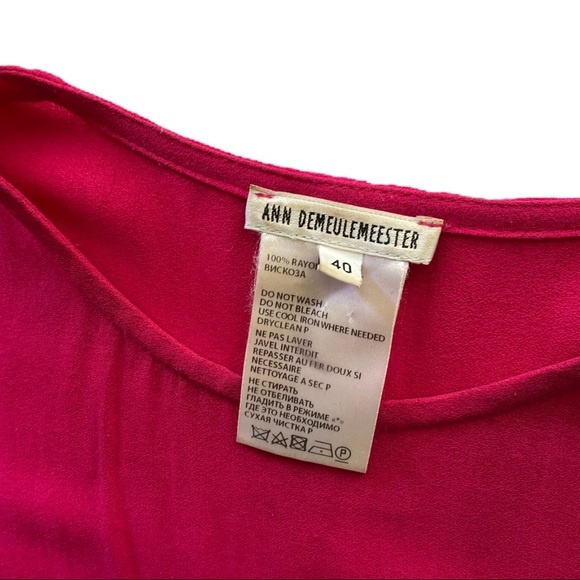 ANN DEMEULEMEESTER
40
100% RAYO
ВИСКОЗА
DO NOT WASH
DO NOT BLEACH
USE COOL IRON WHERE NEEDED
DRYCLEAN P
NE PAS LAVER
JAVEL INTERDIT
REPASSER AU FER DOUX SI
NECESSAIRE
NETTOYAGE A SEC P
НЕ СТИРАТЬ
НЕ ОТБЕЛИВАТЬ
ГЛАДИТЬ В РЕЖИМЕ «*»
ГДЕ ЭТО НЕОБХОДИМО
СУХАЯ ЧИСТКА P
P